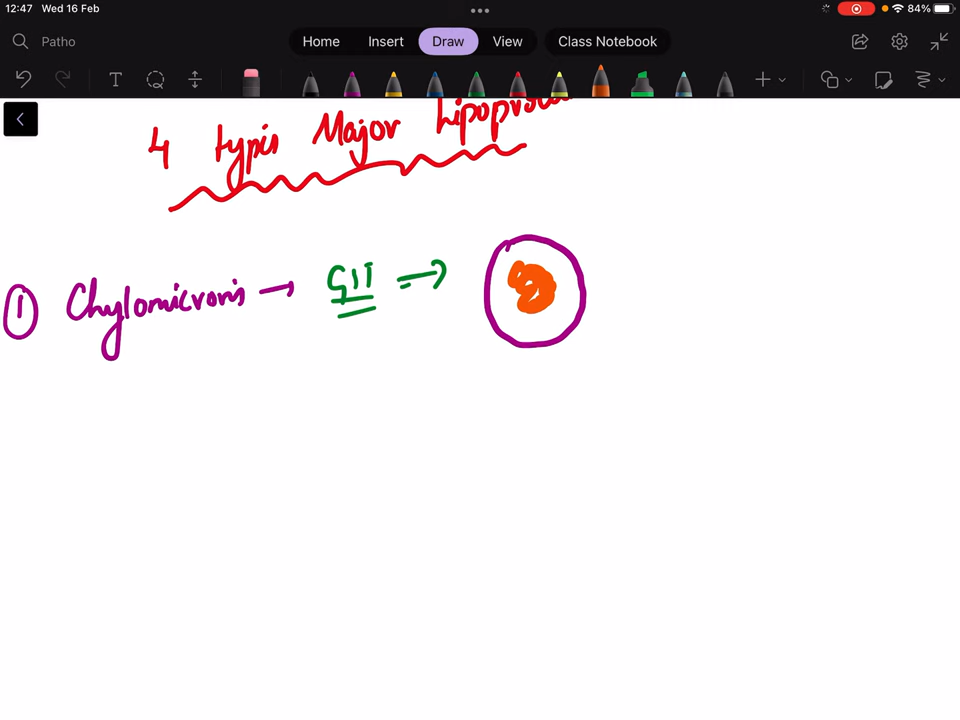 12:47 Wed 16 Feb 84%
Patho Home Insert Draw View Class Notebook
T
4 Types Major
① Chylomicrons → GIT ⇒